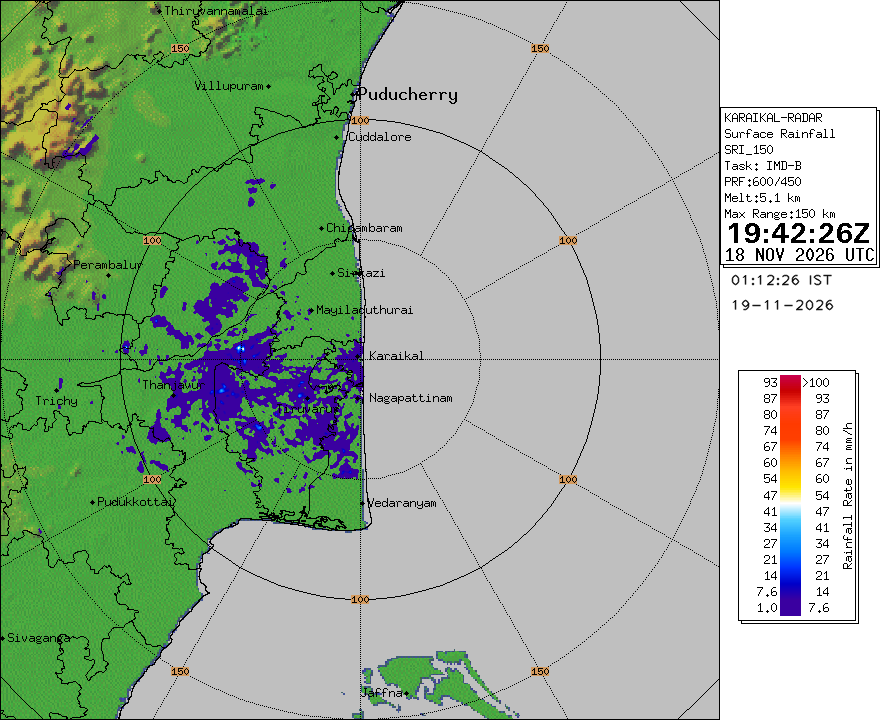 Thiruvannamalai
150
150
Villupuram
Puducherry
100
Cuddalore
KARAIKAL-RADAR
Surface Rainfall
SRI_150
Task: IMD-B
PRF:600/450
Melt:5.1 km
Max Range:150 km
19:42:26Z
18 NOV 2026 UTC
01:12:26 IST
19-11-2026
Chidambaram
100
100
Perambalur
Sirkazi
Mayiladuthurai
Karaikal
Thanjavur
Trichy
Nagapattinam
100
100
Pudukkottai
Vedaranyam
100
Sivaganga
150
150
Jaffna
93 >100
87 93
80 87
74 80
67 74
60 67
54 60
47 54
41 47
34 41
27 34
21 27
14 21
7.6 14
1.0 7.6
Rainfall Rate in mm/h